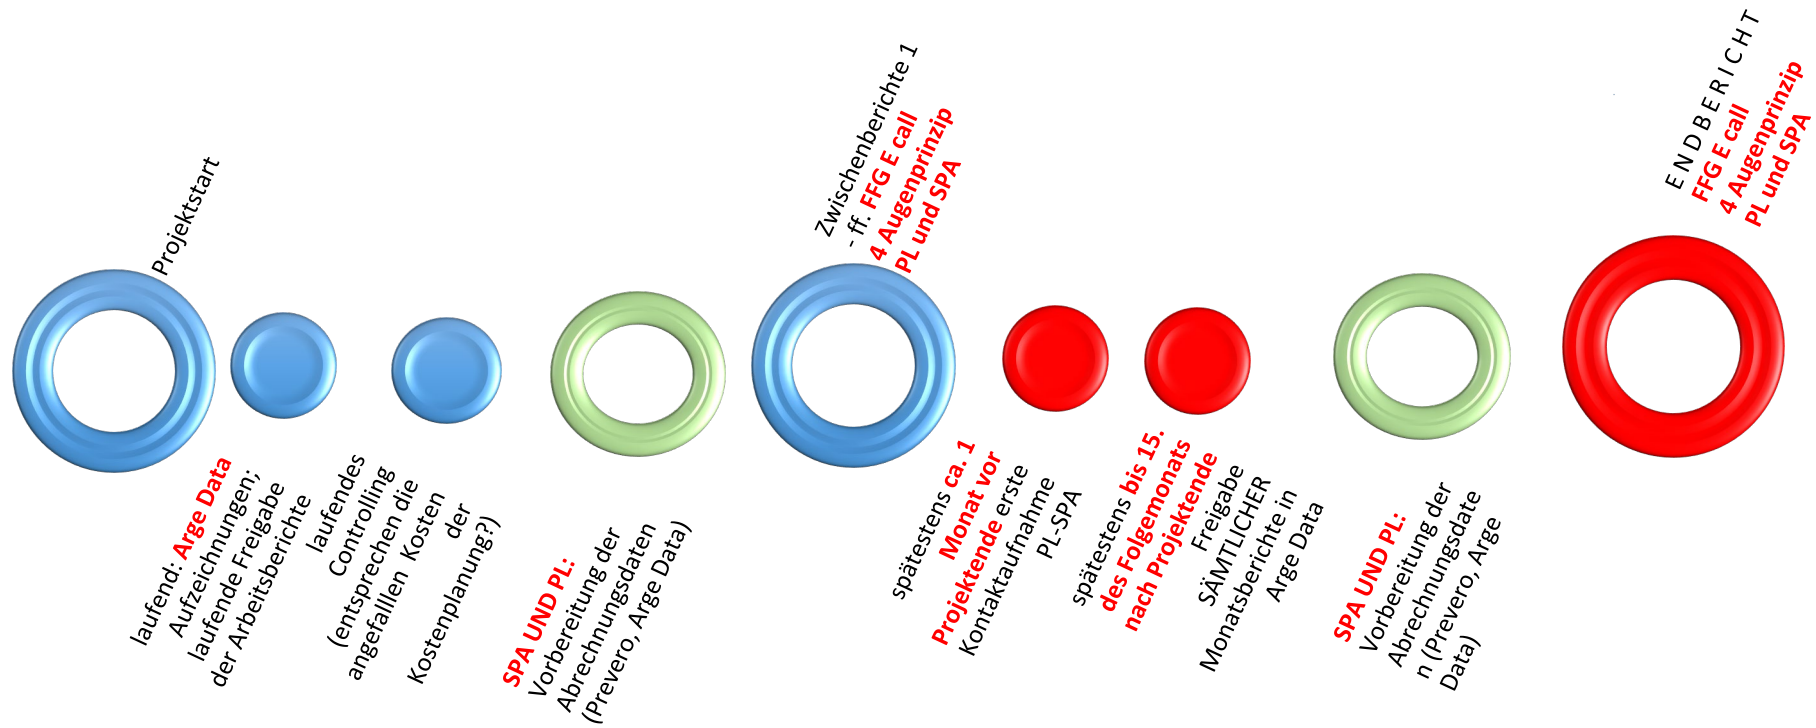 Projektstart
laufend: Arge Data
Aufzeichnungen;
laufende Freigabe
der Arbeitsberichte
laufendes
Controlling
(entsprechen die
angefalllen Kosten
der
Kostenplanung?)
SPA UND PL:
Vorbereitung der
Abrechnungsdaten
(Prevero, Arge Data)
Zwischenberichte 1
- ff. FFG E call
4 Augenprinzip
PL und SPA
spätestens ca. 1
Monat vor
Projektende erste
Kontaktaufnahme
PL-SPA
spätestens bis 15.
des Folgemonats
nach Projektende
Freigabe
SÄMTLICHER
Monatsberichte in
Arge Data
SPA UND PL:
Vorbereitung der
Abrechnungsdate
n (Prevero, Arge
Data)
E N D B E R I C H T
FFG E call
4 Augenprinzip
PL und SPA